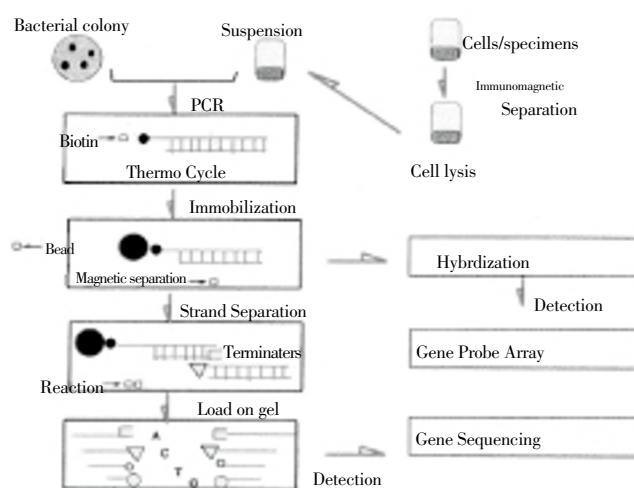 Bacterial colony
Suspension
Cells/specimens
Immunomagnetic
Separation
PCR
Biotin
Thermo Cycle
Cell lysis
Immobilization
Bead
Magnetic separation
Hybrdization
Strand Separation
Detection
Terminaters
Gene Probe Array
Reaction
Load on gel
A
C
T
G
Gene Sequencing
Detection